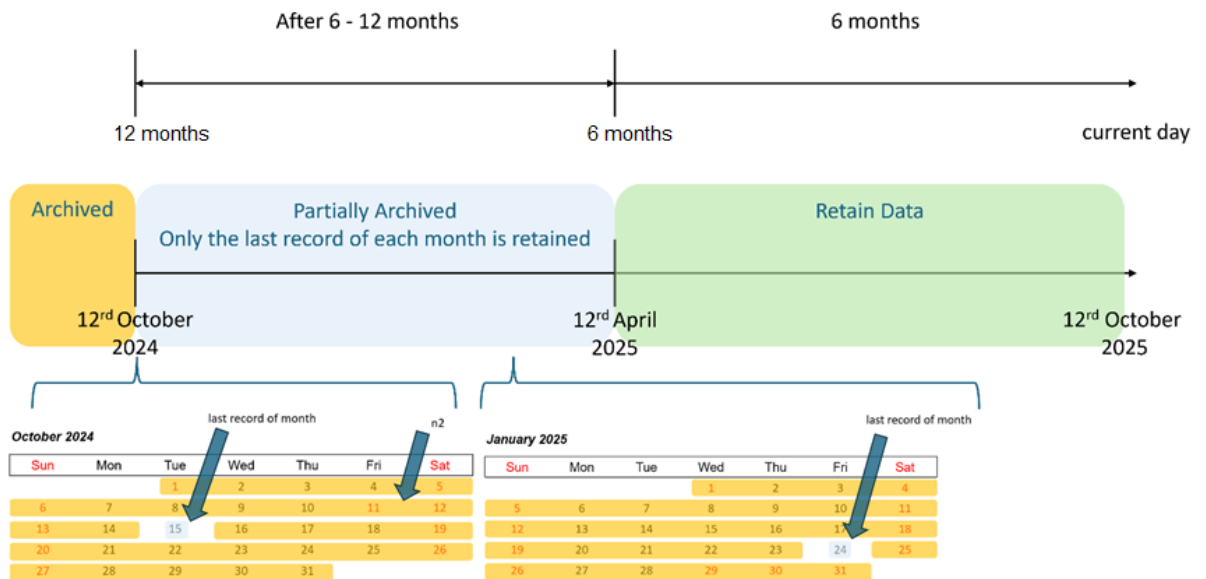 After 6 - 12 months
6 months
12 months
6 months
current day
Archived
Partially Archived
Only the last record of each month is retained
Retain Data
12rd October
2024
12rd April
2025
12rd October
2025
last record of month
n2
last record of month
October 2024
Sun Mon Tue Wed Thu Fri Sat
1 2 3 4 5
6 7 8 9 10 11 12
13 14 15 16 17 18 19
20 21 22 23 24 25 26
27 28 29 30 31
January 2025
Sun Mon Tue Wed Thu Fri Sat
1 2 3 4
5 6 7 8 9 10 11
12 13 14 15 16 17 18
19 20 21 22 23 24 25
26 27 28 29 30 31